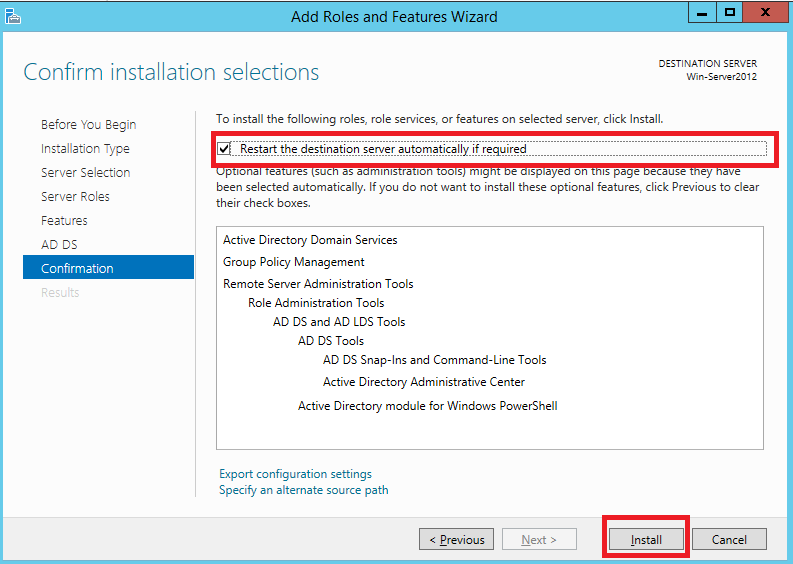 Add Roles and Features Wizard
Confirm installation selections
DESTINATION SERVER
Win-Server2012
Before You Begin
Installation Type
Server Selection
Server Roles
Features
AD DS
Confirmation
Results
To install the following roles, role services, or features on selected server, click Install.
Restart the destination server automatically if required
Optional features (such as administration tools) might be displayed on this page because they have
been selected automatically. If you do not want to install these optional features, click Previous to clear
their check boxes.
Active Directory Domain Services
Group Policy Management
Remote Server Administration Tools
Role Administration Tools
AD DS and AD LDS Tools
AD DS Tools
AD DS Snap-Ins and Command-Line Tools
Active Directory Administrative Center
Active Directory module for Windows PowerShell
Export configuration settings
Specify an alternate source path
< Previous
Next >
Install
Cancel